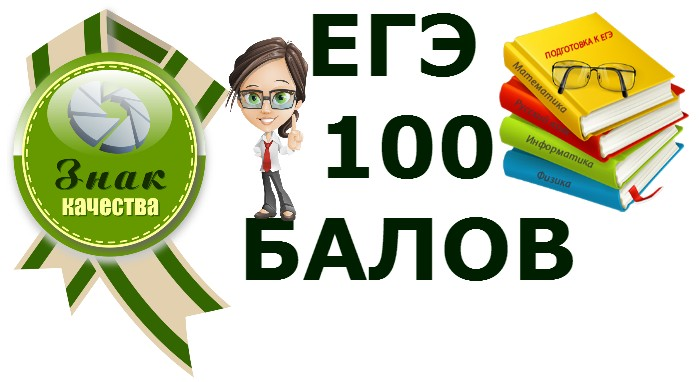 Знак
качества
ЕГЭ
100
БАЛОВ
ПОДГОТОВКА К ЕГЭ
Математика
Информатика
Физика